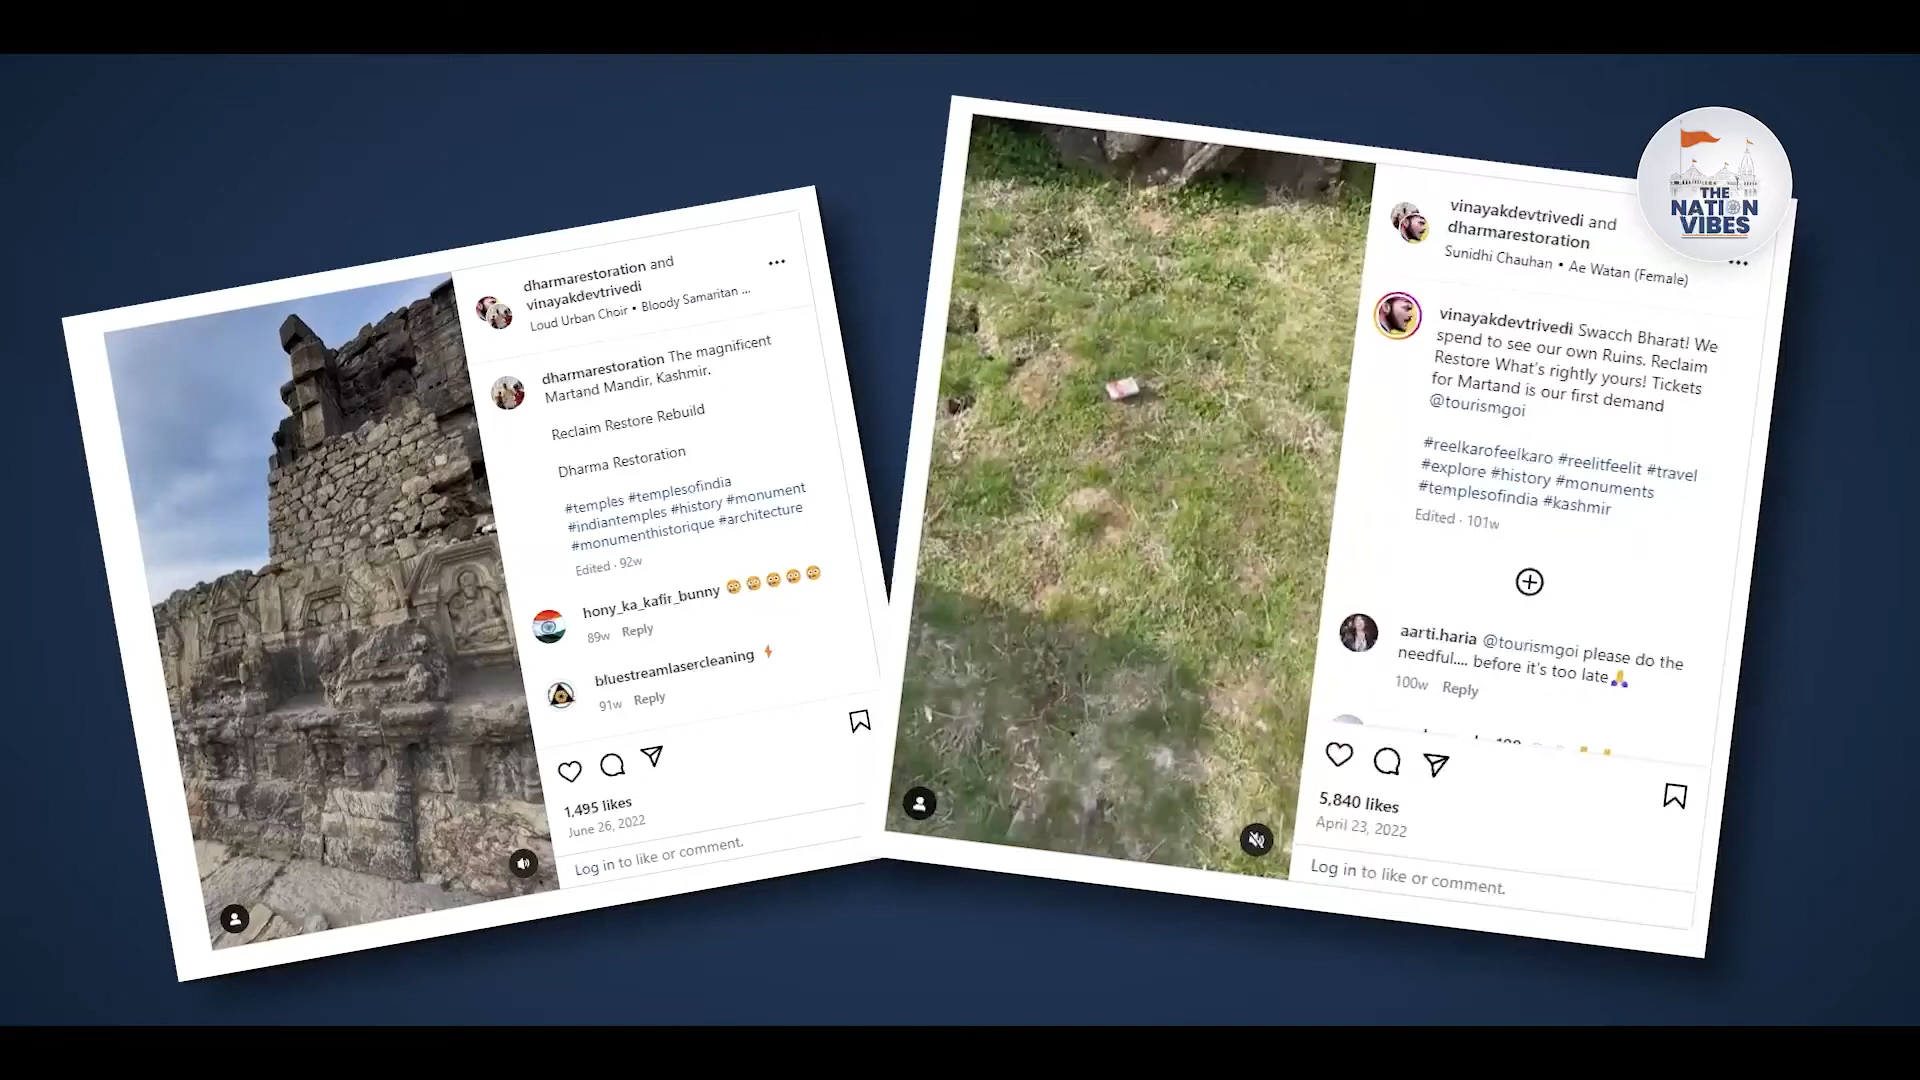 dharmarestoration and
vinayakdevtrivedi
Loud Urban Choir • Bloody Samaritan ...
dharmarestoration The magnificent
Martand Mandir, Kashmir.
Reclaim Restore Rebuild
Dharma Restoration
#temples #templesofindia
#indiantemples #history #monument
#monumenthistorique #architecture
Edited · 92w
hony_ka_kafir_bunny 😳😳😳😳😳
89w Reply
bluestreamlasercleaning ⚡
91w Reply
1,495 likes
June 26, 2022
Log in to like or comment.
vinayakdevtrivedi and
dharmarestoration
Sunidhi Chauhan • Ae Watan (Female)
vinayakdevtrivedi Swacch Bharat! We
spend to see our own Ruins. Reclaim
Restore What's rightly yours! Tickets
for Martand is our first demand
@tourismgoi
#reelkarofeelkaro #reelitfeelit #travel
#explore #history #monuments
#templesofindia #kashmir
Edited · 101w
aarti.haria @tourismgoi please do the
needful.... before it's too late🙏
100w Reply
5,840 likes
April 23, 2022
Log in to like or comment.
THE
NATION
VIBES